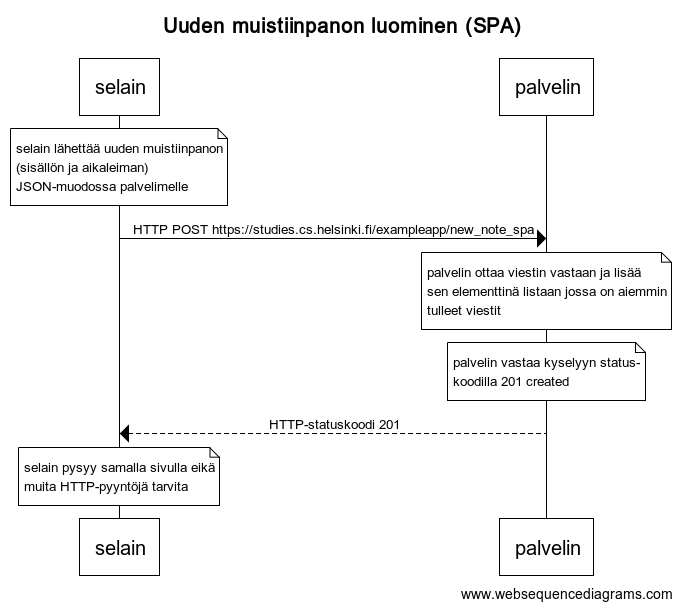 Uuden muistiinpanon luominen (SPA)
selain
palvelin
selain lähettää uuden muistiinpanon
(sisällön ja aikaleiman)
JSON-muodossa palvelimelle
HTTP POST https://studies.cs.helsinki.fi/exampleapp/new_note_spa
palvelin ottaa viestin vastaan ja lisää
sen elementtinä listaan jossa on aiemmin
tulleet viestit
palvelin vastaa kyselyyn status-
koodilla 201 created
HTTP-statuskoodi 201
selain pysyy samalla sivulla eikä
muita HTTP-pyyntöjä tarvita
selain
palvelin
www.websequencediagrams.com